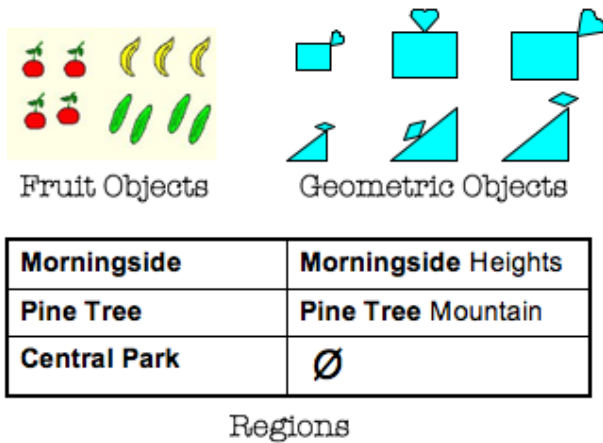 Fruit Objects
Geometric Objects
Morningside
Morningside Heights
Pine Tree
Pine Tree Mountain
Central Park
Ø
Regions